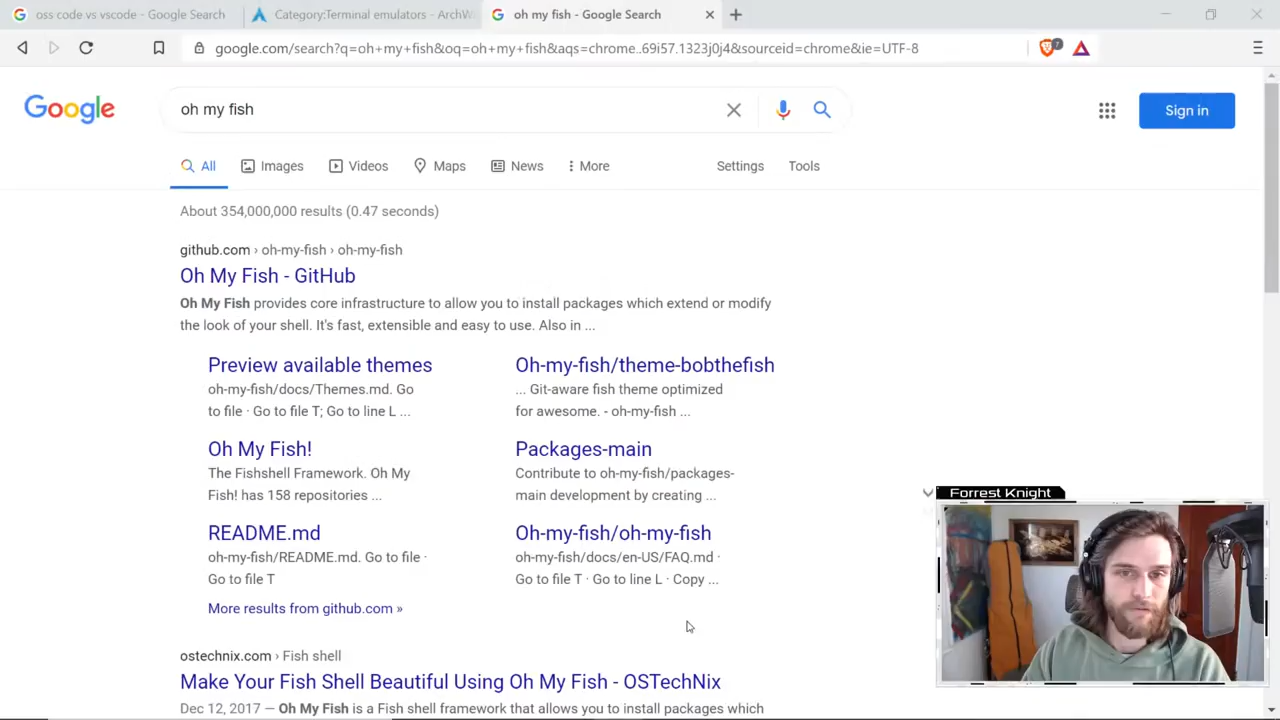 oss code vs vscode - Google Search
Category:Terminal emulators - ArchW
oh my fish - Google Search
google.com/search?q=oh+my+fish&oq=oh+my+fish&aqs=chrome..69i57.1323j0j4&sourceid=chrome&ie=UTF-8
7
Google
oh my fish
Sign in
All
Images
Videos
Maps
News
More
Settings
Tools
About 354,000,000 results (0.47 seconds)
github.com › oh-my-fish › oh-my-fish
Oh My Fish - GitHub
Oh My Fish provides core infrastructure to allow you to install packages which extend or modify
the look of your shell. It's fast, extensible and easy to use. Also in ...
Preview available themes
oh-my-fish/docs/Themes.md. Go
to file · Go to file T; Go to line L ...
Oh-my-fish/theme-bobthefish
... Git-aware fish theme optimized
for awesome. - oh-my-fish ...
Oh My Fish!
The Fishshell Framework. Oh My
Fish! has 158 repositories ...
Packages-main
Contribute to oh-my-fish/packages-
main development by creating ...
README.md
oh-my-fish/README.md. Go to file ·
Go to file T
Oh-my-fish/oh-my-fish
oh-my-fish/docs/en-US/FAQ.md ·
Go to file T · Go to line L · Copy ...
More results from github.com »
ostechnix.com › Fish shell
Make Your Fish Shell Beautiful Using Oh My Fish - OSTechNix
Dec 12, 2017 — Oh My Fish is a Fish shell framework that allows you to install packages which
Forrest Knight